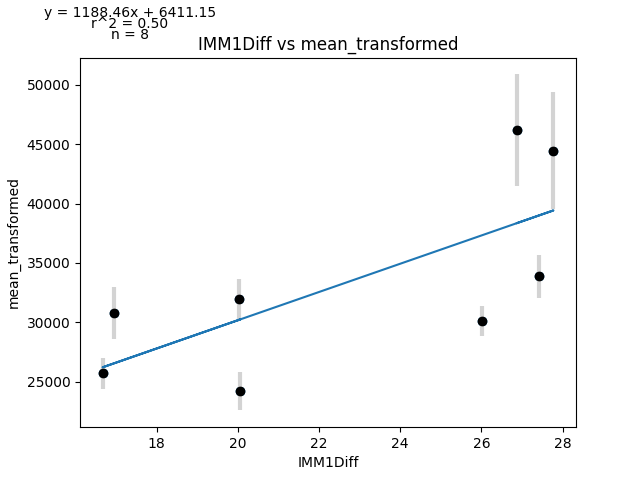 y = 1188.46x + 6411.15
r^2 = 0.50
n = 8
IMM1Diff vs mean_transformed
50000
45000
40000
35000
30000
25000
mean_transformed
18 20 22 24 26 28
IMM1Diff